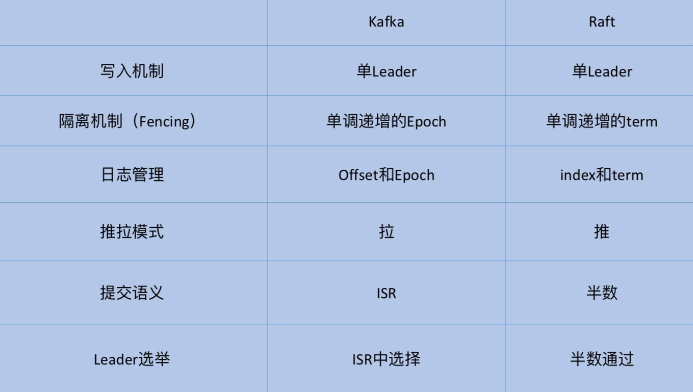 Kafka Raft
写入机制 单Leader 单Leader
隔离机制（Fencing） 单调递增的Epoch 单调递增的term
日志管理 Offset和Epoch index和term
推拉模式 拉 推
提交语义 ISR 半数
Leader选举 ISR中选择 半数通过